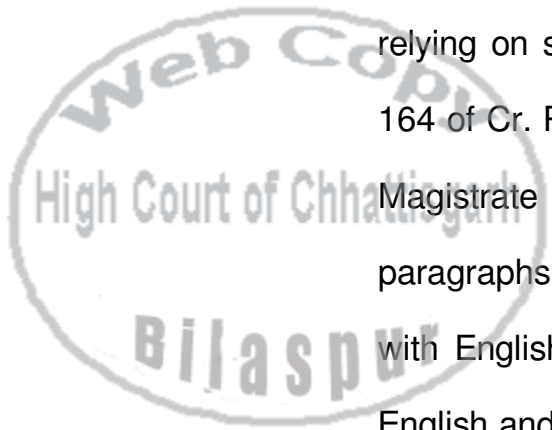 Web Copy
relying on s
164 of Cr. P
High Court of Chhattisgarh
Magistrate
paragraphs
Bilaspur
with English
English and